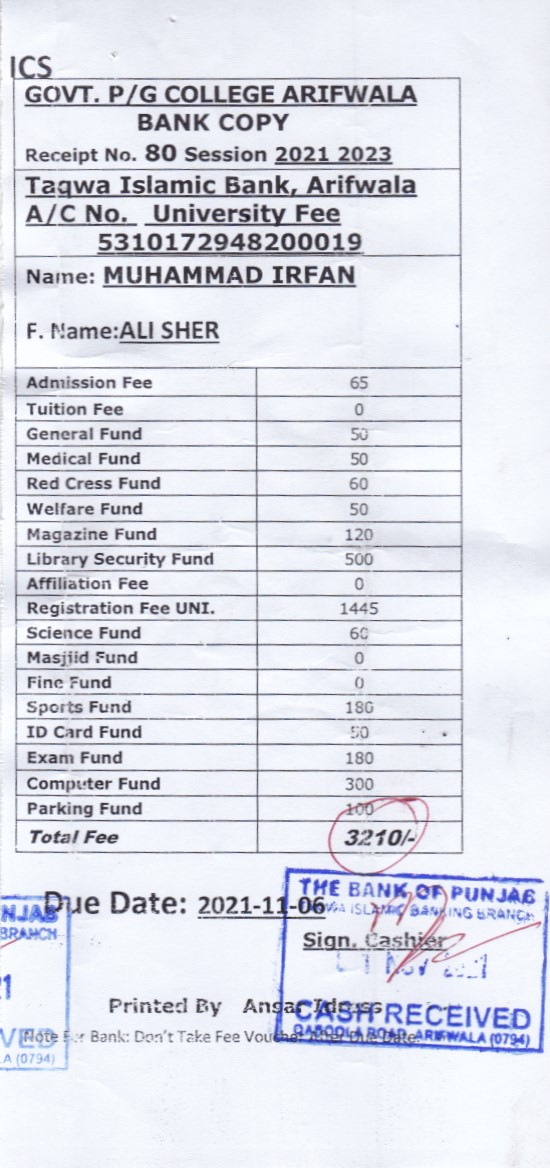 ICS
GOVT. P/G COLLEGE ARIFWALA
BANK COPY
Receipt No. 80 Session 2021 2023
Taqwa Islamic Bank, Arifwala
A/C No. University Fee
5310172948200019
Name: MUHAMMAD IRFAN
F. Name:ALI SHER
Admission Fee 65
Tuition Fee 0
General Fund 50
Medical Fund 50
Red Cress Fund 60
Welfare Fund 50
Magazine Fund 120
Library Security Fund 500
Affiliation Fee 0
Registration Fee UNI. 1445
Science Fund 60
Masjiid Fund 0
Fine Fund 0
Sports Fund 180
ID Card Fund 50
Exam Fund 180
Computer Fund 300
Parking Fund 100
Total Fee 3210/-
THE BANK OF PUNJAB
NJAB Due Date: 2021-11-06 ISLAMIC BANKING BRANCH
BRANCH Sign. Cashier
NOV
Printed By Ansar Idrees
CASH RECEIVED
VED Note For Bank: Don't Take Fee Voucher After Due Date.
QABOOLA ROAD, ARIFWALA (0794)
LA (0794)